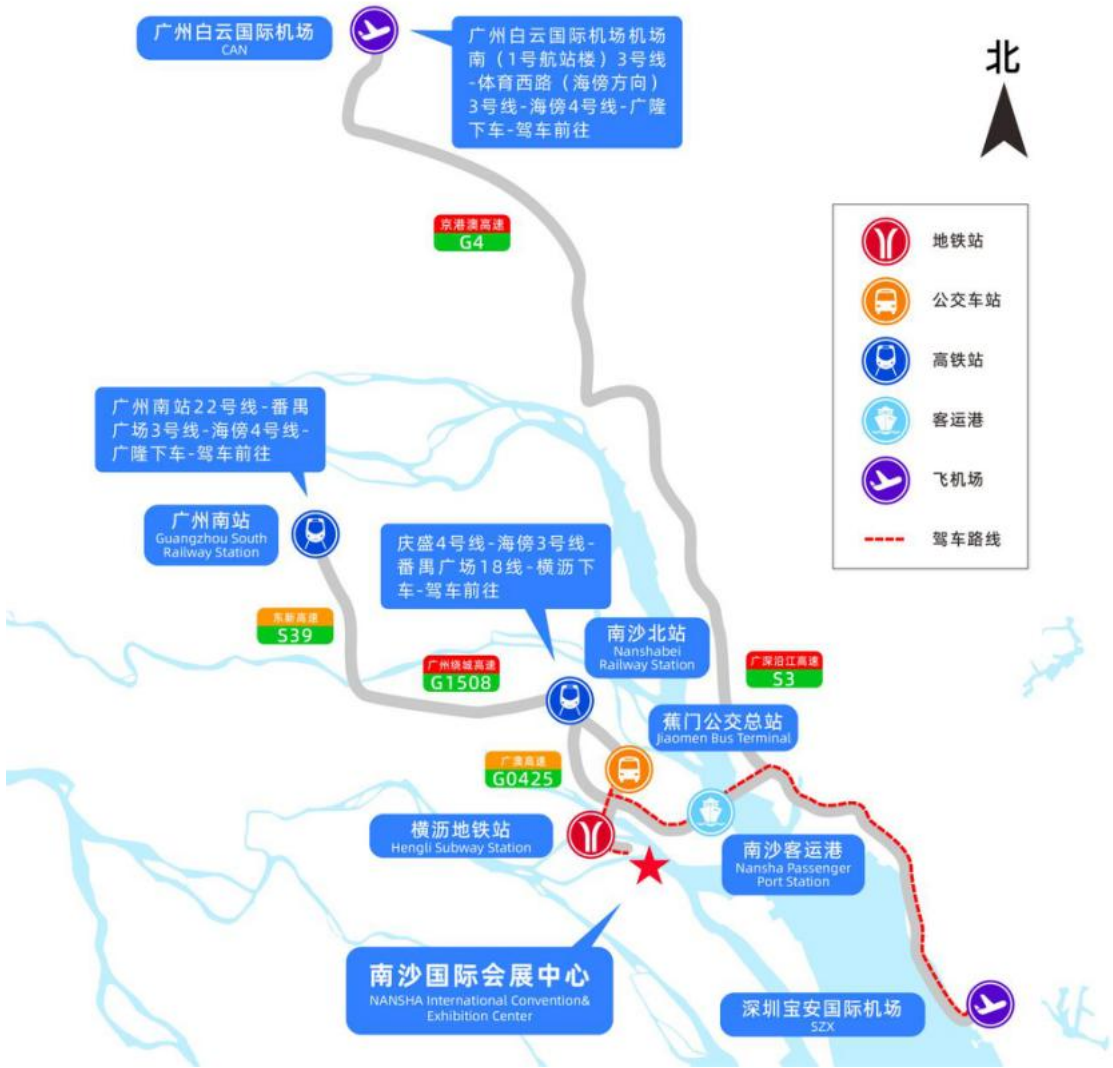 广州白云国际机场
CAN
广州白云国际机场机场
南（1号航站楼）3号线
-体育西路（海傍方向）
3号线-海傍4号线-广隆
下车-驾车前往
北
京港澳高速
G4
地铁站
公交车站
高铁站
客运港
飞机场
驾车路线
广州南站22号线-番禺
广场3号线-海傍4号线-
广隆下车-驾车前往
广州南站
Guangzhou South
Railway Station
庆盛4号线-海傍3号线-
番禺广场18线-横沥下
车-驾车前往
东新高速
S39
南沙北站
Nanshabei
Railway Station
广州绕城高速
G1508
广深沿江高速
S3
蕉门公交总站
Jiaomen Bus Terminal
广澳高速
G0425
横沥地铁站
Hengli Subway Station
南沙客运港
Nansha Passenger
Port Station
南沙国际会展中心
NANSHA International Convention&
Exhibition Center
深圳宝安国际机场
SZX